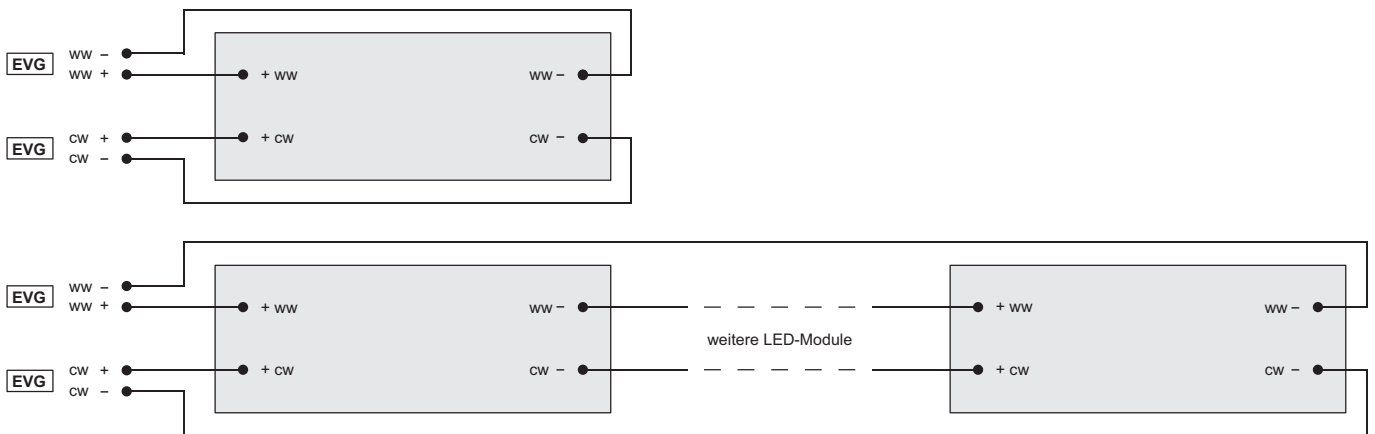 EVG ww –
ww + + ww ww –
EVG cw + + cw cw –
cw –
EVG ww –
ww + + ww ww – + ww ww –
weitere LED-Module
EVG cw + + cw cw – + cw cw –
cw –